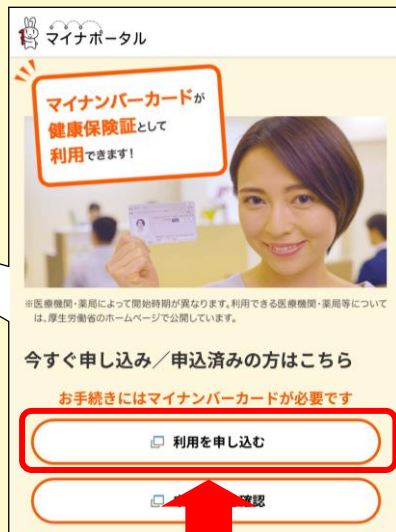 マイナポータル
マイナンバーカードが
健康保険証として
利用できます!
※医療機関・薬局によって開始時期が異なります。利用できる医療機関・薬局等について
は、厚生労働省のホームページで公開しています。
今すぐ申し込み／申込済みの方はこちら
お手続きにはマイナンバーカードが必要です
利用を申し込む
確認